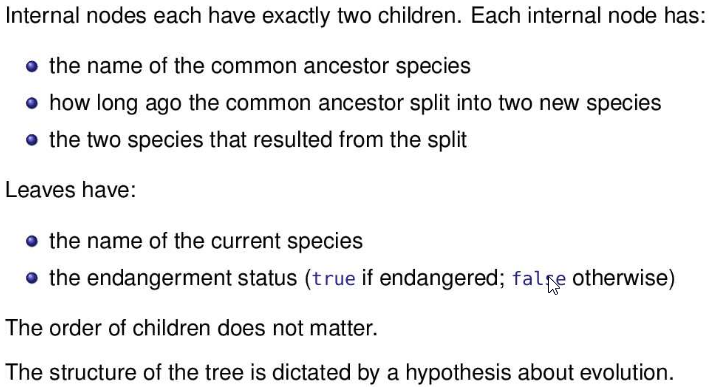 Internal nodes each have exactly two children. Each internal node has:
the name of the common ancestor species
how long ago the common ancestor split into two new species
the two species that resulted from the split
Leaves have:
the name of the current species
the endangerment status (true if endangered; false otherwise)
The order of children does not matter.
The structure of the tree is dictated by a hypothesis about evolution.